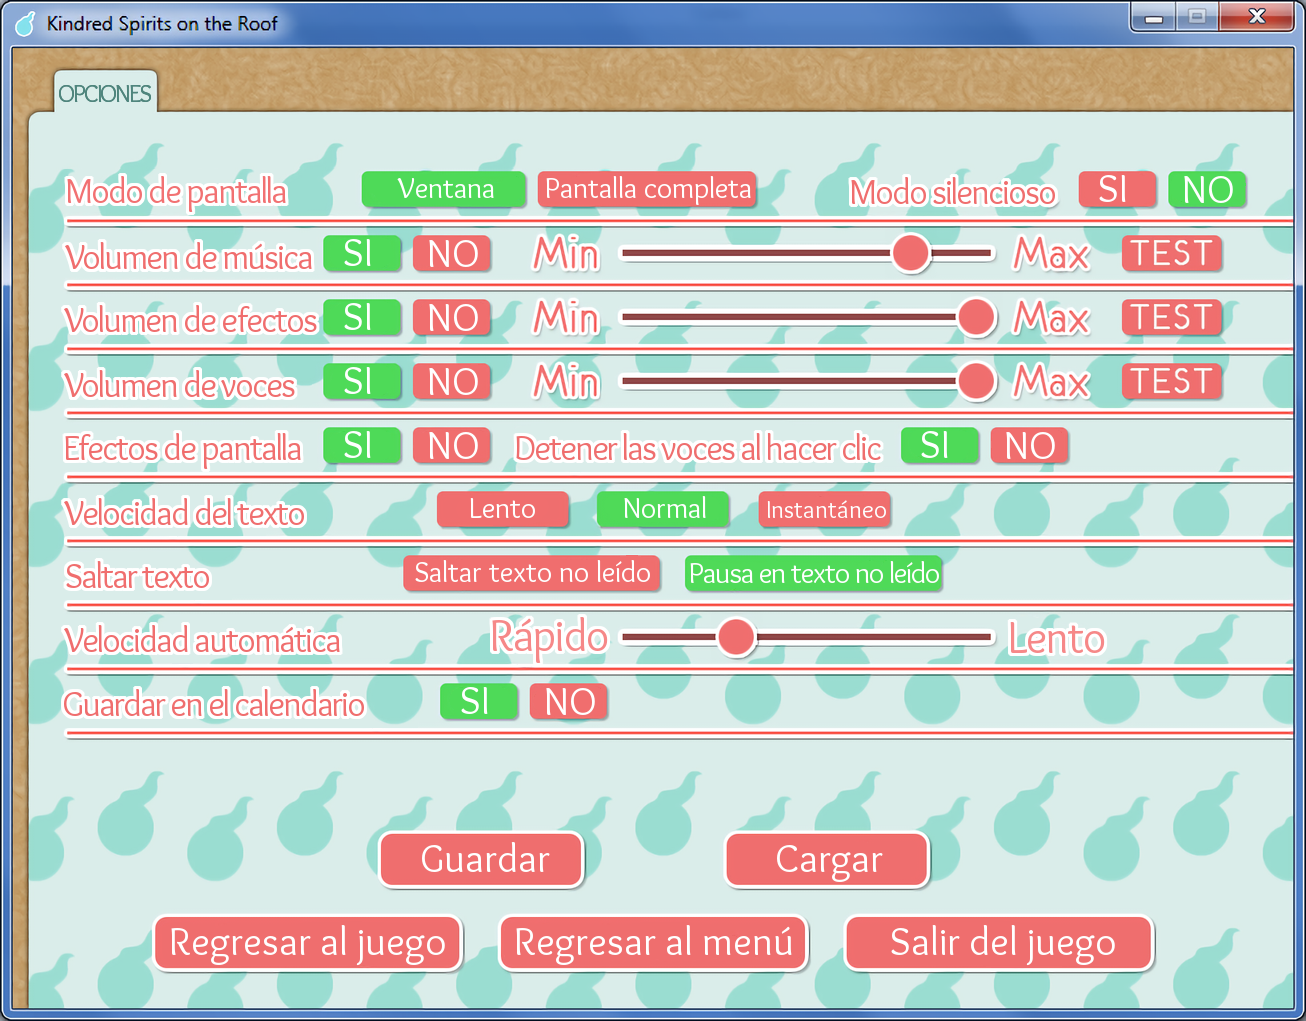 Kindred Spirits on the Roof
OPCIONES
Modo de pantalla Ventana Pantalla completa Modo silencioso SI NO
Volumen de música SI NO Min Max TEST
Volumen de efectos SI NO Min Max TEST
Volumen de voces SI NO Min Max TEST
Efectos de pantalla SI NO Detener las voces al hacer clic SI NO
Velocidad del texto Lento Normal Instantáneo
Saltar texto Saltar texto no leído Pausa en texto no leído
Velocidad automática Rápido Lento
Guardar en el calendario SI NO
Guardar Cargar
Regresar al juego Regresar al menú Salir del juego